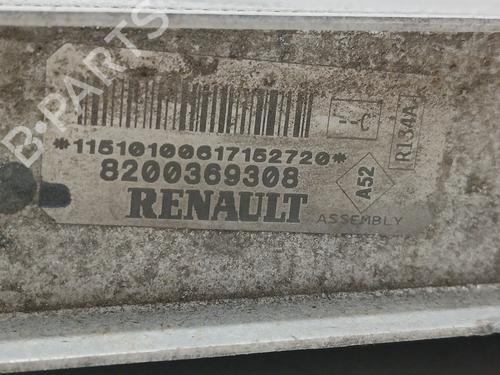 B-PARTS
*11510100617152720*
8200369308
RENAULT
ASSEMBLY
A52
R134A